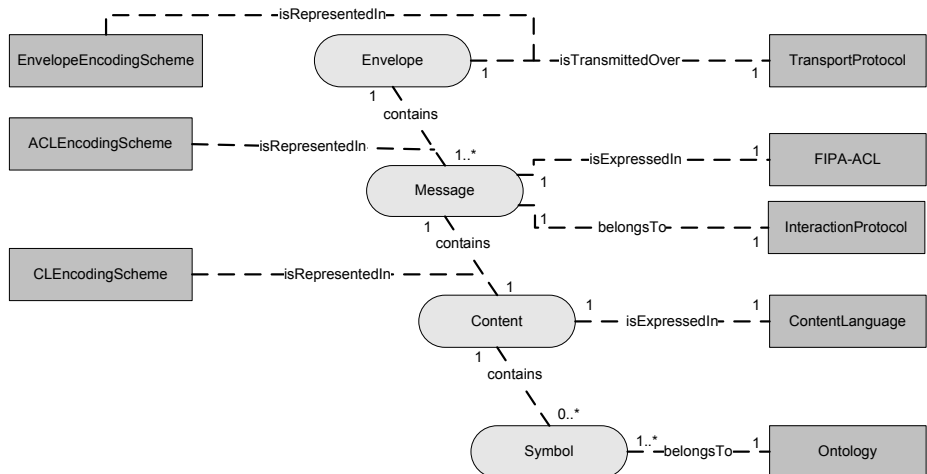 isRepresentedIn
EnvelopeEncodingScheme
Envelope
1
isTransmittedOver
1
TransportProtocol
1
contains
ACLEncodingScheme
isRepresentedIn
1..*
Message
1
isExpressedIn
1
FIPA-ACL
1
belongsTo
1
InteractionProtocol
1
contains
CLEncodingScheme
isRepresentedIn
1
Content
1
isExpressedIn
1
ContentLanguage
1
contains
0..*
Symbol
1..*
belongsTo
1
Ontology